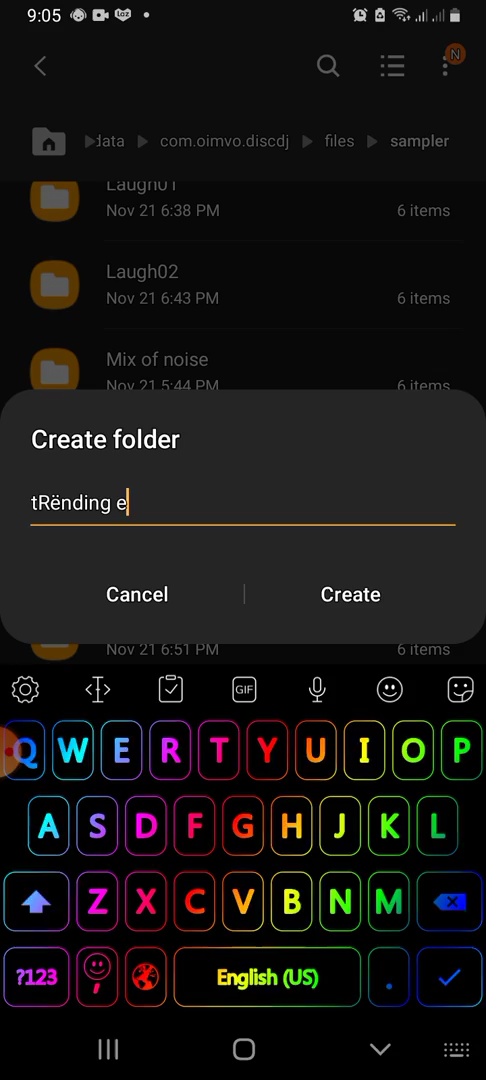 9:05
N
data com.oimvo.discdj files sampler
Laugh01
Nov 21 6:38 PM 6 items
Laugh02
Nov 21 6:43 PM 6 items
Mix of noise
Nov 21 5:44 PM 6 items
Create folder
tRënding e
Cancel Create
Nov 21 6:51 PM 6 items
GIF
Q W E R T Y U I O P
A S D F G H J K L
Z X C V B N M
?123 , English (US) .